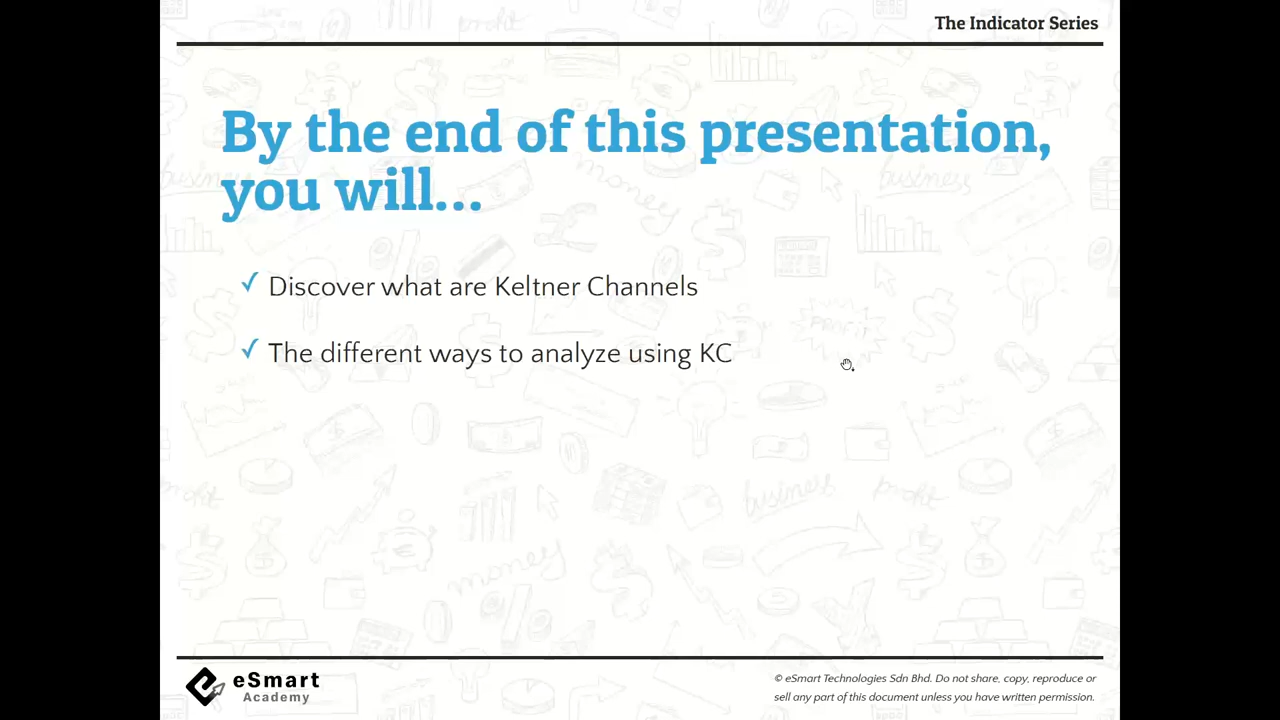 The Indicator Series
By the end of this presentation,
you will...
✓ Discover what are Keltner Channels
✓ The different ways to analyze using KC
eSmart
Academy
© eSmart Technologies Sdn Bhd. Do not share, copy, reproduce or
sell any part of this document unless you have written permission.